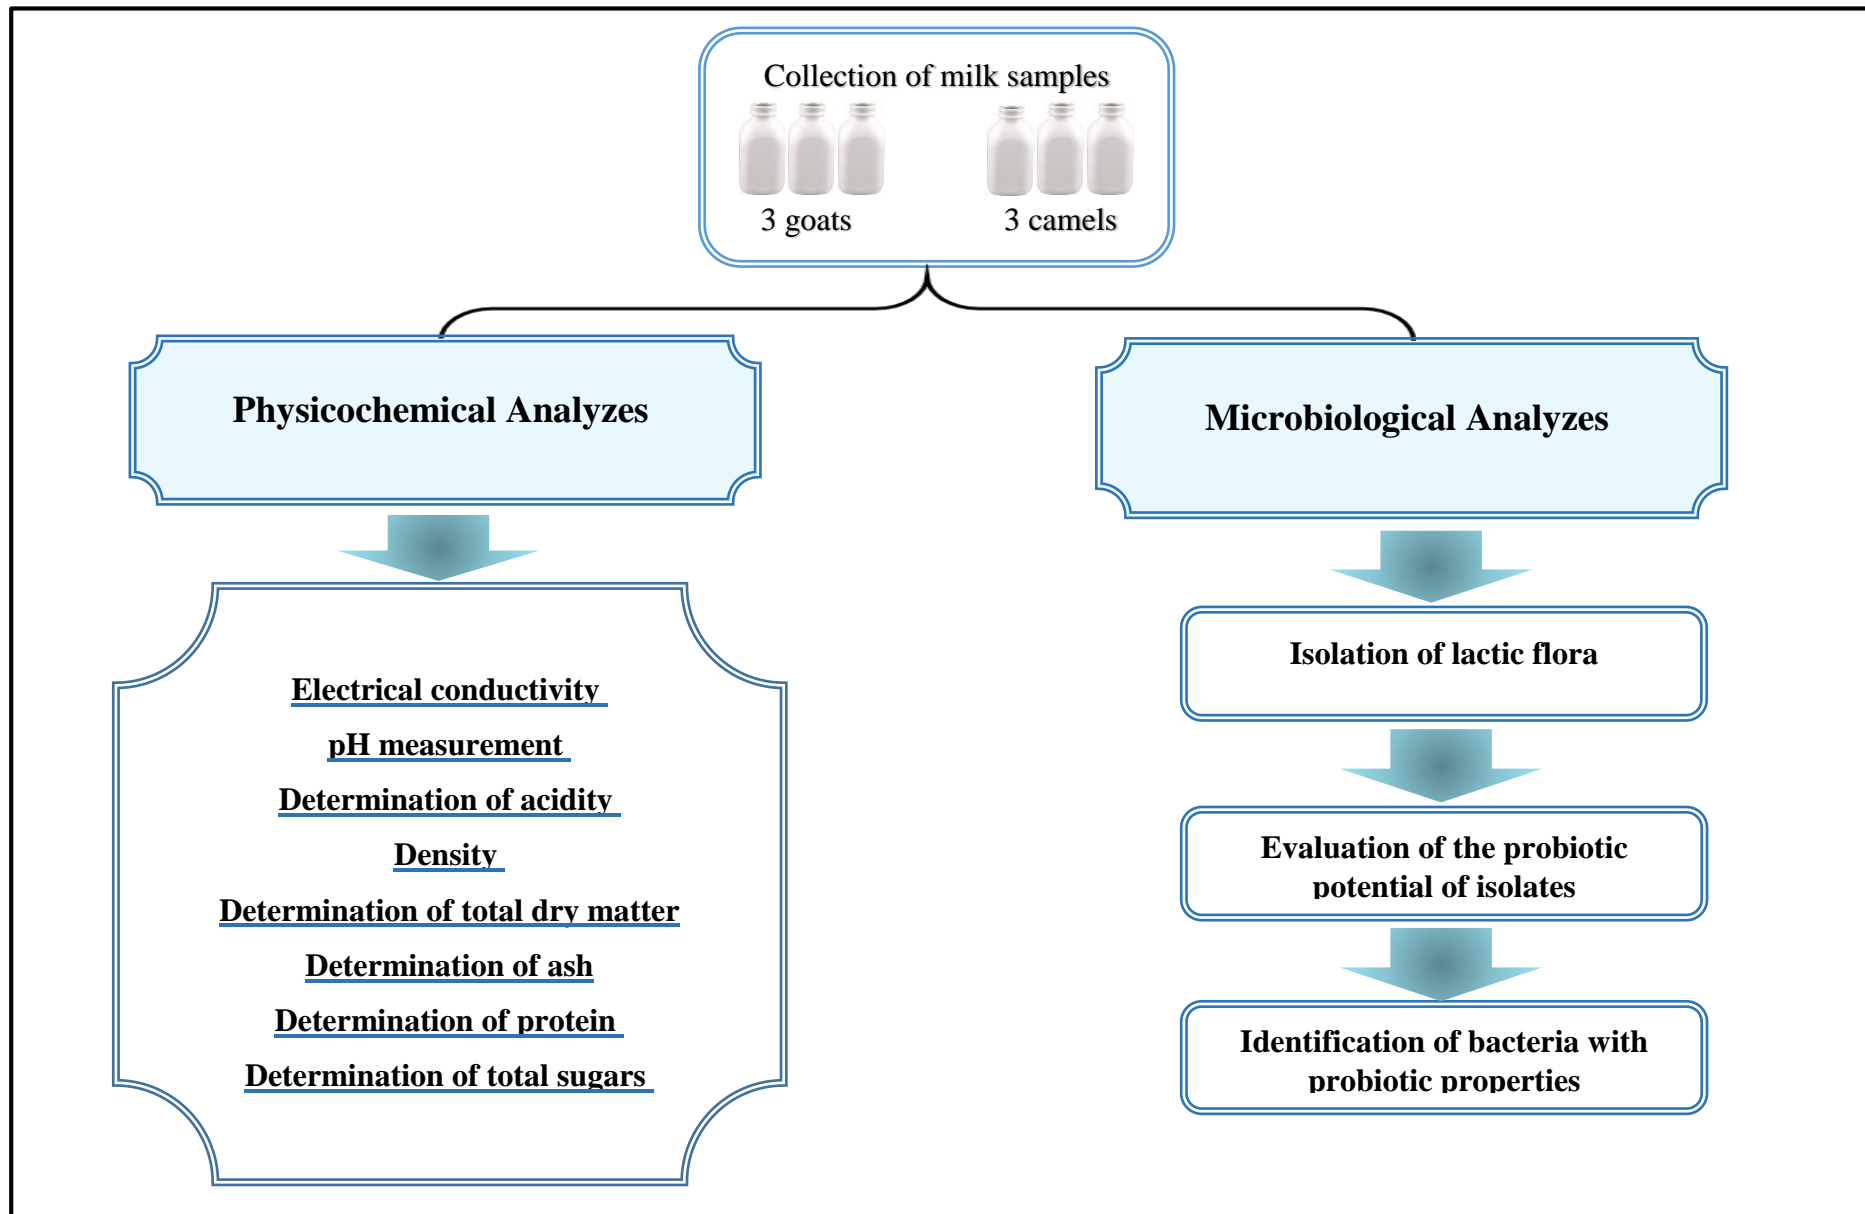 Collection of milk samples
3 goats
3 camels
Physicochemical Analyzes
Electrical conductivity
pH measurement
Determination of acidity
Density
Determination of total dry matter
Determination of ash
Determination of protein
Determination of total sugars
Microbiological Analyzes
Isolation of lactic flora
Evaluation of the probiotic
potential of isolates
Identification of bacteria with
probiotic properties